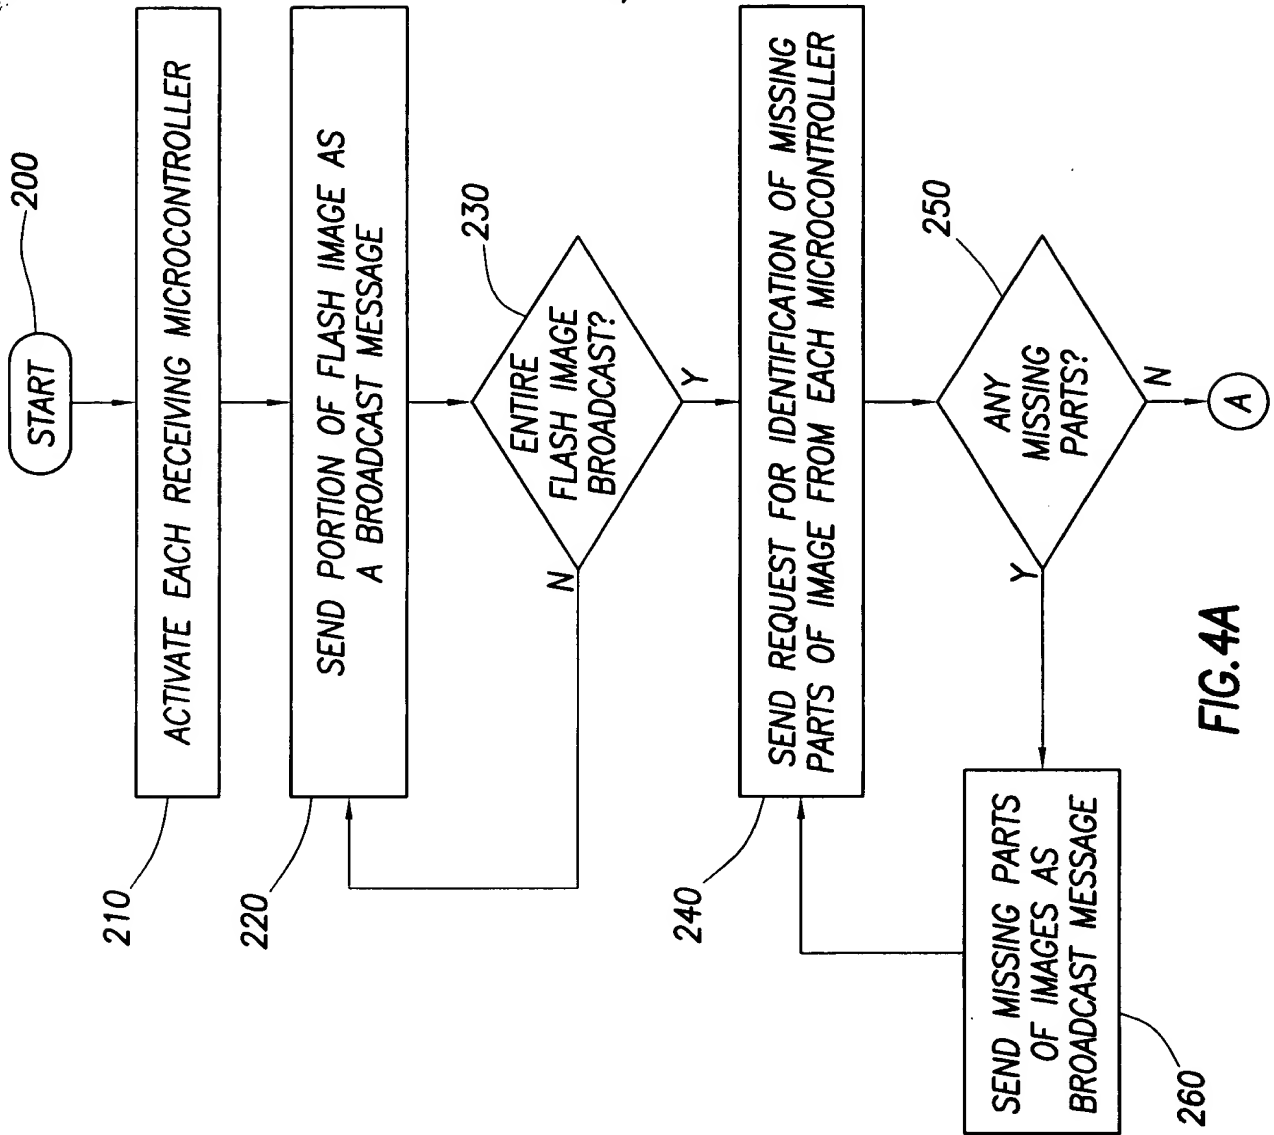 START
200
ACTIVATE EACH RECEIVING MICROCONTROLLER
210
SEND PORTION OF FLASH IMAGE AS
A BROADCAST MESSAGE
220
ENTIRE
FLASH IMAGE
BROADCAST?
230
N
Y
SEND REQUEST FOR IDENTIFICATION OF MISSING
PARTS OF IMAGE FROM EACH MICROCONTROLLER
240
ANY
MISSING
PARTS?
250
Y
N
SEND MISSING PARTS
OF IMAGES AS
BROADCAST MESSAGE
260
A
FIG.4A